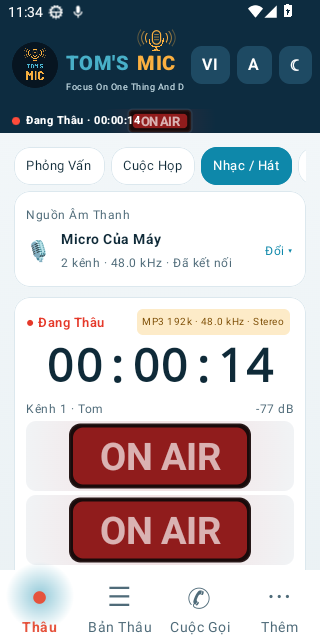 11:34
TOM'S MIC
TOM'S
MIC
Focus On One Thing And D
VI
A
Đang Thâu · 00:00:14
ON AIR
Phỏng Vấn
Cuộc Họp
Nhạc / Hát
Nguồn Âm Thanh
Micro Của Máy
2 kênh · 48.0 kHz · Đã kết nối
Đổi
Đang Thâu
MP3 192k · 48.0 kHz · Stereo
00:00:14
Kênh 1 · Tom
-77 dB
ON AIR
ON AIR
Thâu
Bản Thâu
Cuộc Gọi
Thêm